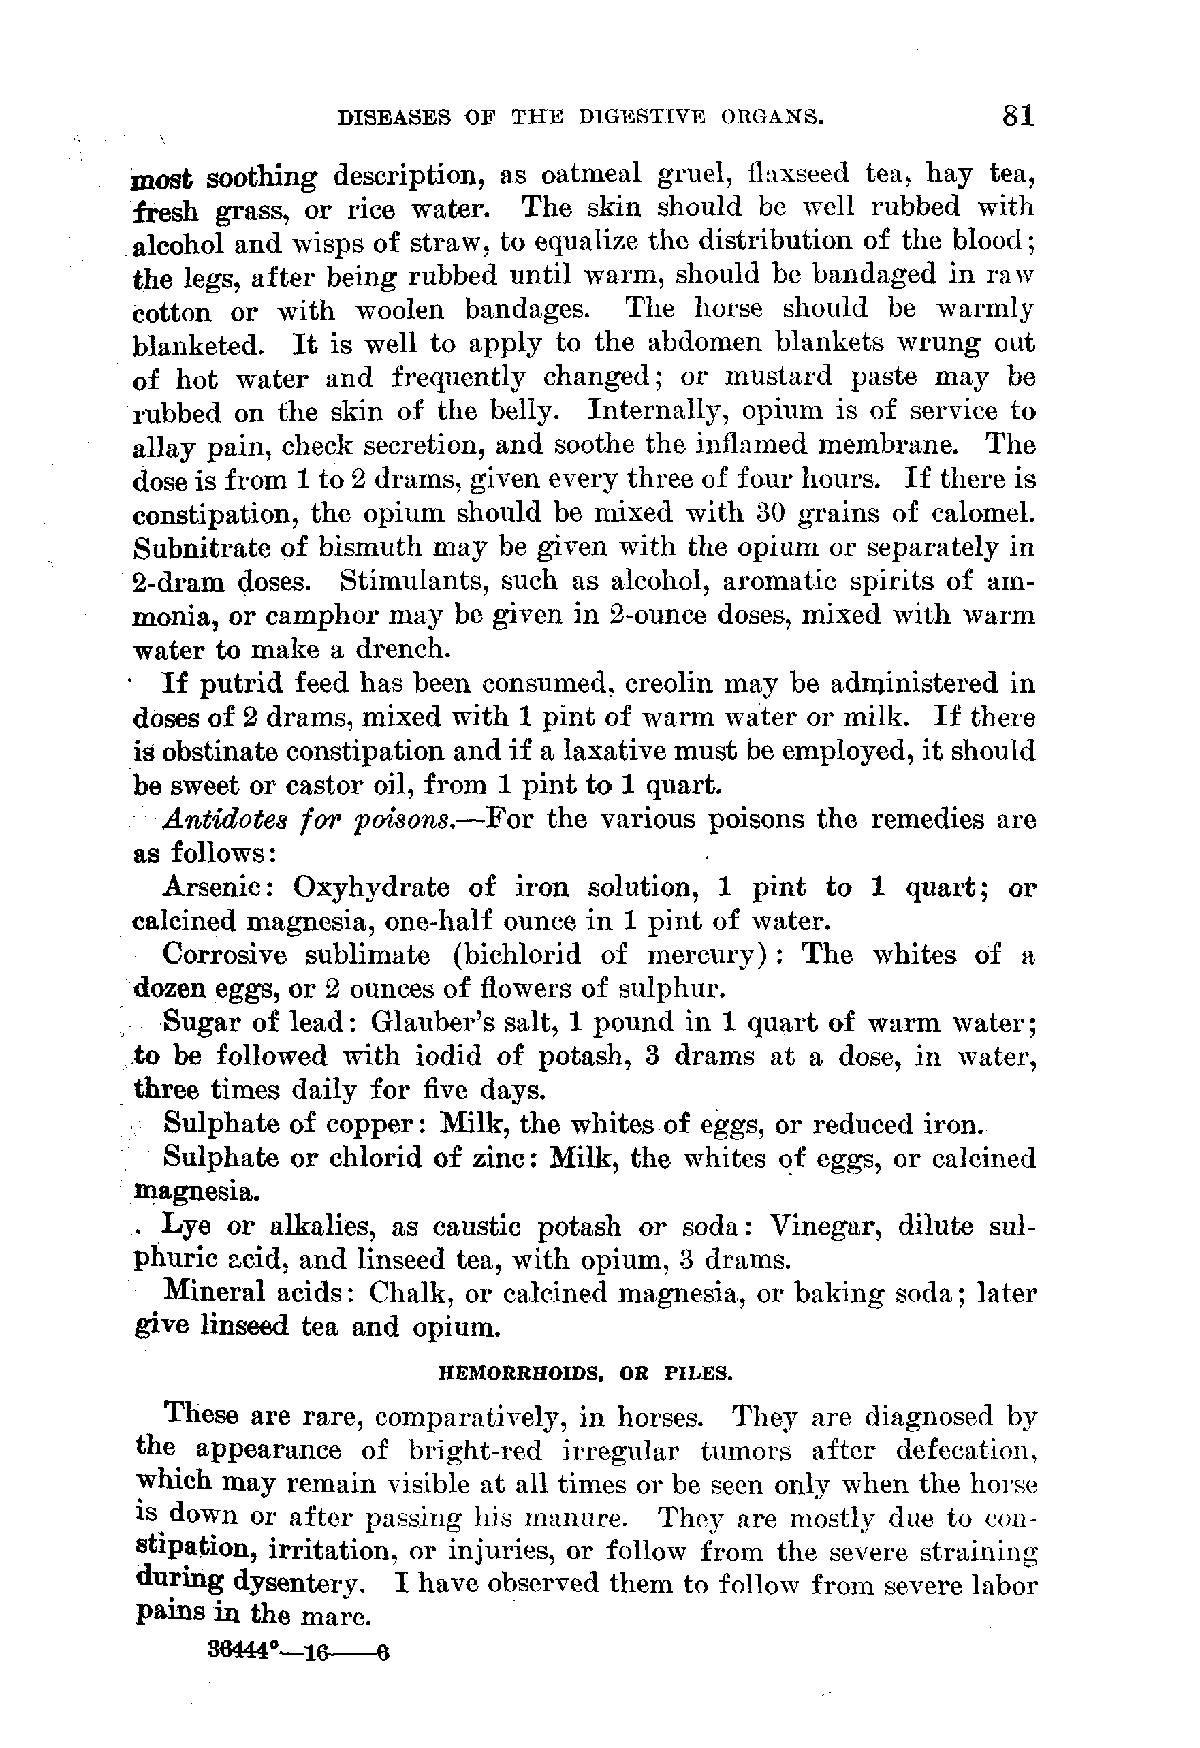 DISEASES OF THE DIGESTIVE ORGANS. 81
most soothing description, as oatmeal gruel, flaxseed tea, hay tea,
fresh grass, or rice water. The skin should be well rubbed with
alcohol and wisps of straw, to equalize the distribution of the blood;
the legs, after being rubbed until warm, should be bandaged in raw
cotton or with woolen bandages. The horse should be warmly
blanketed. It is well to apply to the abdomen blankets wrung out
of hot water and frequently changed; or mustard paste may be
rubbed on the skin of the belly. Internally, opium is of service to
allay pain, check secretion, and soothe the inflamed membrane. The
dose is from 1 to 2 drams, given every three of four hours. If there is
constipation, the opium should be mixed with 30 grains of calomel.
Subnitrate of bismuth may be given with the opium or separately in
2-dram doses. Stimulants, such as alcohol, aromatic spirits of am-
monia, or camphor may be given in 2-ounce doses, mixed with warm
water to make a drench.
If putrid feed has been consumed, creolin may be administered in
doses of 2 drams, mixed with 1 pint of warm water or milk. If there
is obstinate constipation and if a laxative must be employed, it should
be sweet or castor oil, from 1 pint to 1 quart.
Antidotes for poisons.—For the various poisons the remedies are
as follows:
Arsenic: Oxyhydrate of iron solution, 1 pint to 1 quart; or
calcined magnesia, one-half ounce in 1 pint of water.
Corrosive sublimate (bichlorid of mercury): The whites of a
dozen eggs, or 2 ounces of flowers of sulphur.
Sugar of lead: Glauber's salt, 1 pound in 1 quart of warm water;
to be followed with iodid of potash, 3 drams at a dose, in water,
three times daily for five days.
Sulphate of copper: Milk, the whites of eggs, or reduced iron.
Sulphate or chlorid of zinc: Milk, the whites of eggs, or calcined
magnesia.
Lye or alkalies, as caustic potash or soda: Vinegar, dilute sul-
phuric acid, and linseed tea, with opium, 3 drams.
Mineral acids: Chalk, or calcined magnesia, or baking soda; later
give linseed tea and opium.
HEMORRHOIDS, OR PILES.
These are rare, comparatively, in horses. They are diagnosed by
the appearance of bright-red irregular tumors after defecation,
which may remain visible at all times or be seen only when the horse
is down or after passing his manure. They are mostly due to con-
stipation, irritation, or injuries, or follow from the severe straining
during dysentery. I have observed them to follow from severe labor
pains in the mare.
36444°—16——6